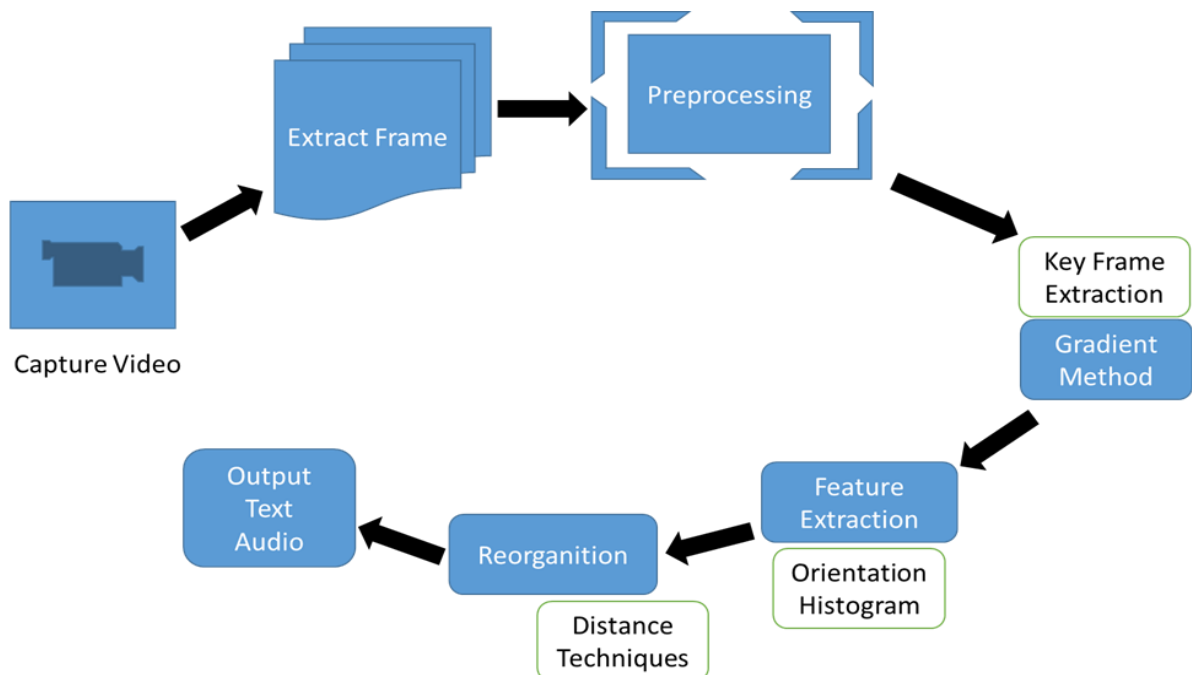 Capture Video
Extract Frame
Preprocessing
Key Frame
Extraction
Gradient
Method
Feature
Extraction
Orientation
Histogram
Reorganition
Distance
Techniques
Output
Text
Audio